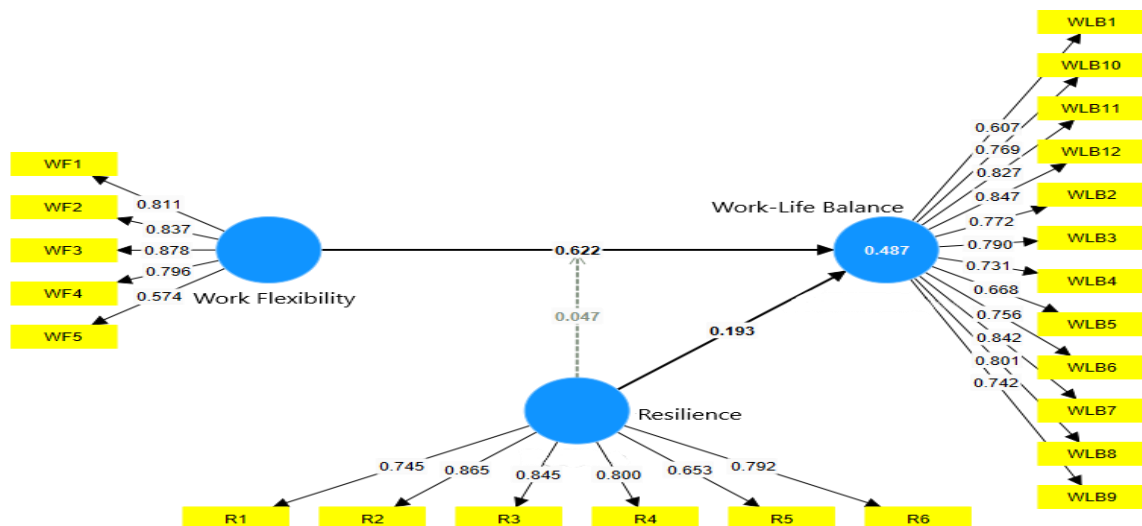 WLB1
WLB10
WLB11
WLB12
WLB2
WLB3
WLB4
WLB5
WLB6
WLB7
WLB8
WLB9
0.607
0.769
0.827
0.847
0.772
0.790
0.731
0.668
0.756
0.842
0.801
0.742
Work-Life Balance
0.487
WF1
WF2
WF3
WF4
WF5
0.811
0.837
0.878
0.796
0.574
Work Flexibility
0.622
0.047
0.193
Resilience
0.745
0.865
0.845
0.800
0.653
0.792
R1
R2
R3
R4
R5
R6